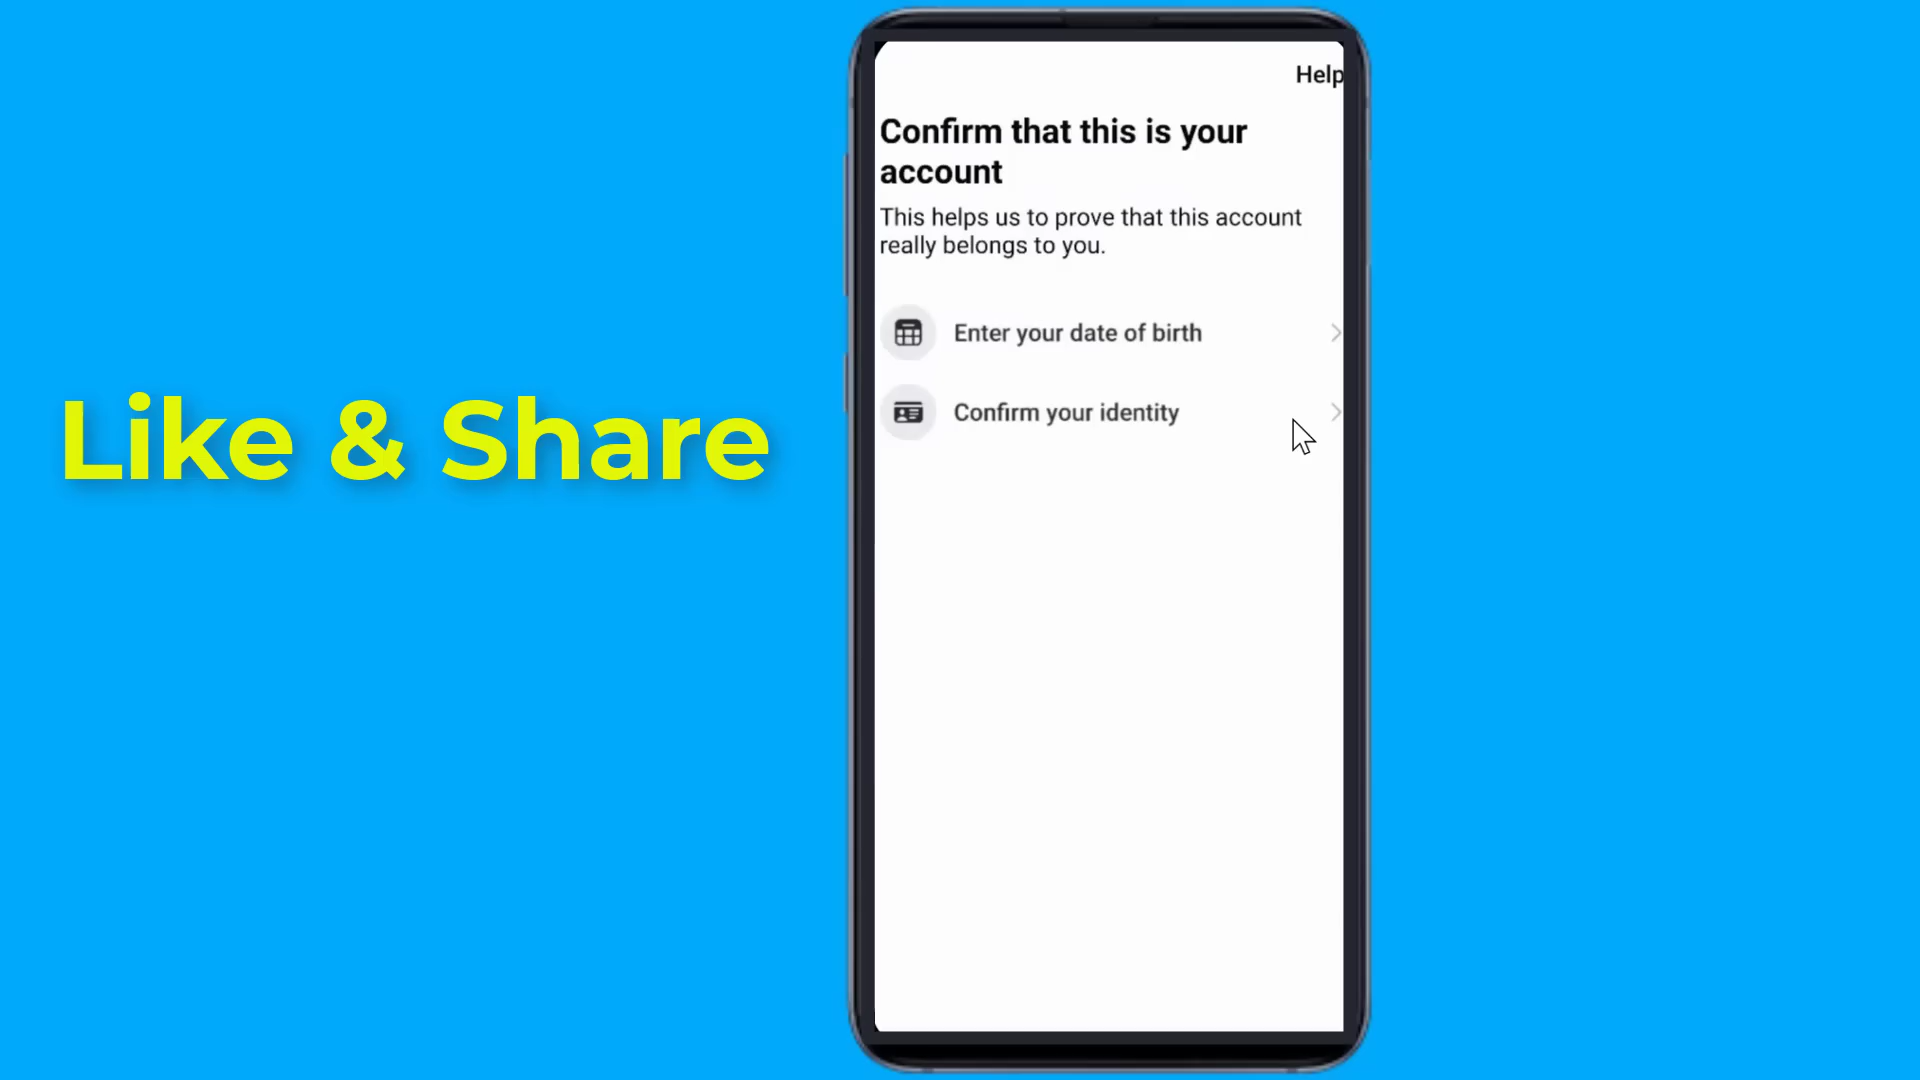 Like & Share
Help
Confirm that this is your
account
This helps us to prove that this account
really belongs to you.
Enter your date of birth
Confirm your identity